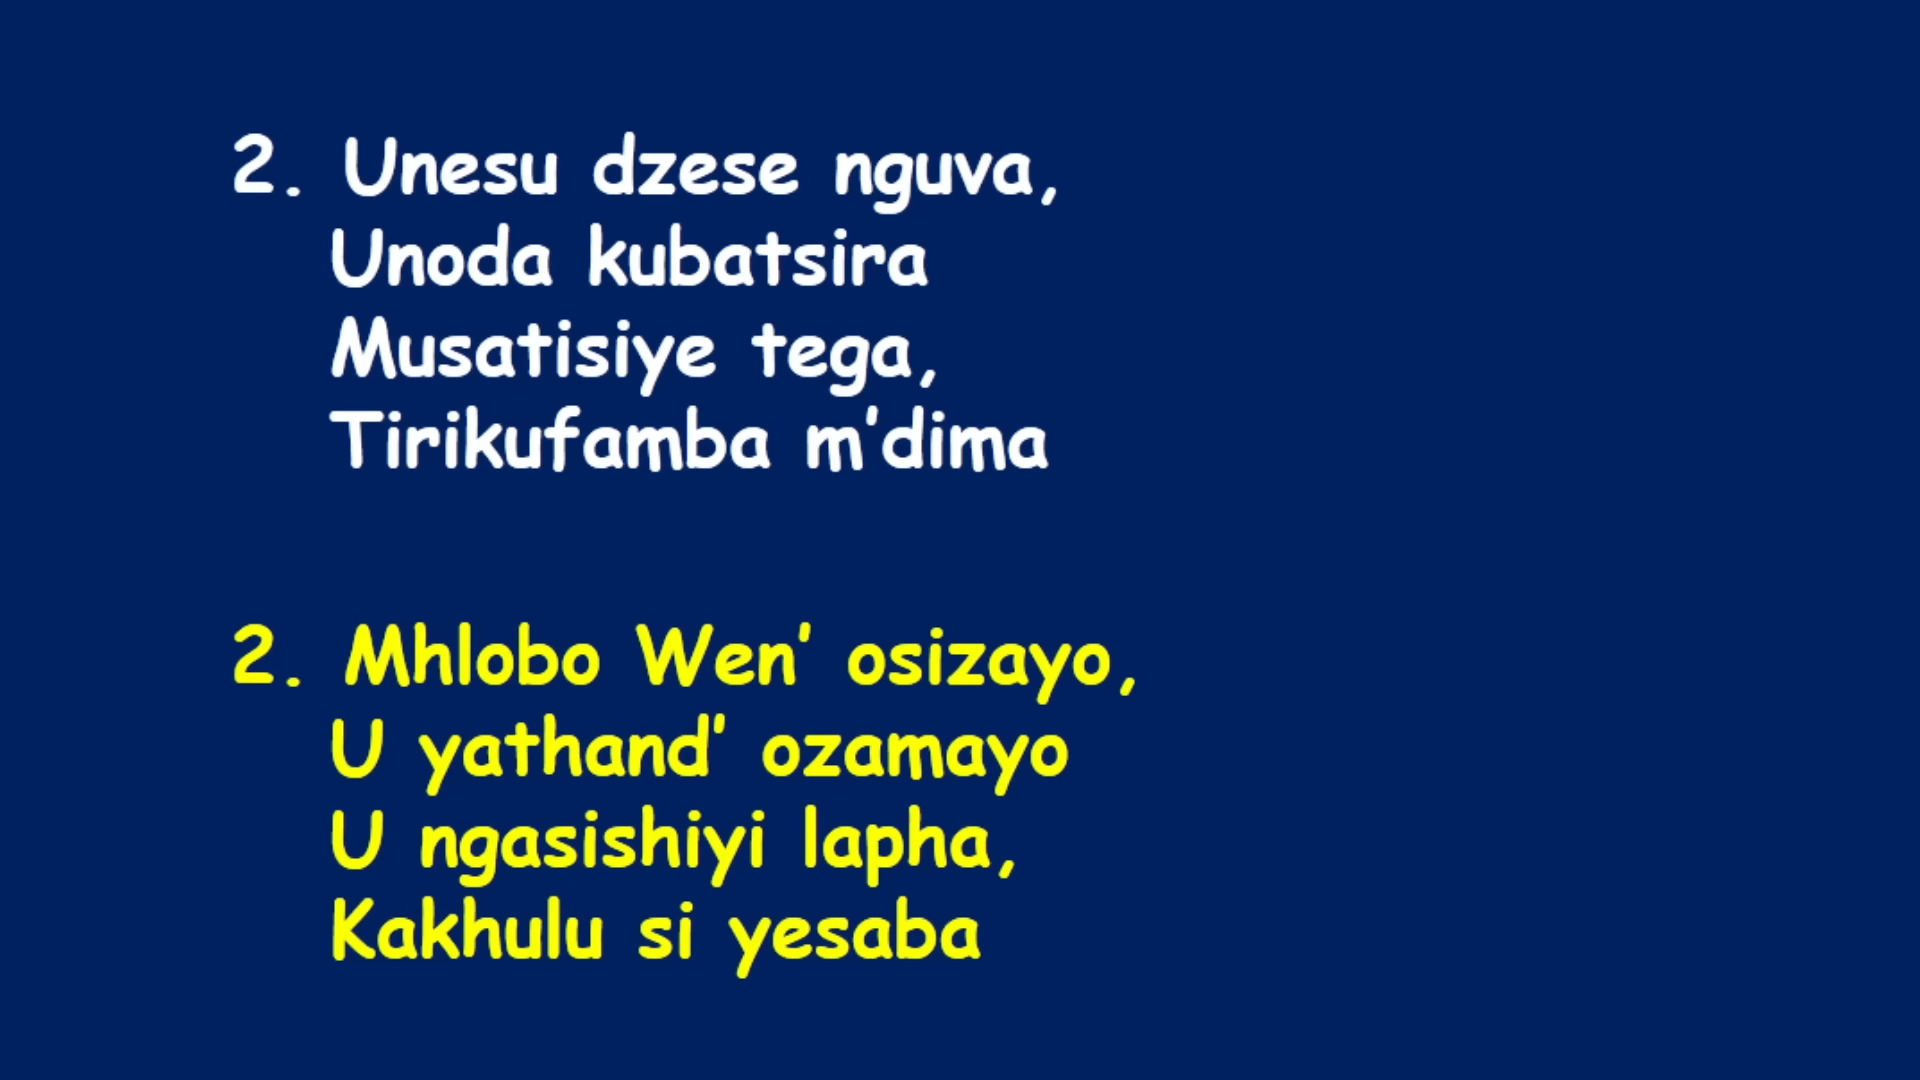 2. Unesu dzese nguva,
Unoda kubatsira
Musatisiye tega,
Tirikufamba m’dima
2. Mhlobo Wen’ osizayo,
U yathand’ ozamayo
U ngasishiyi lapha,
Kakhulu si yesaba